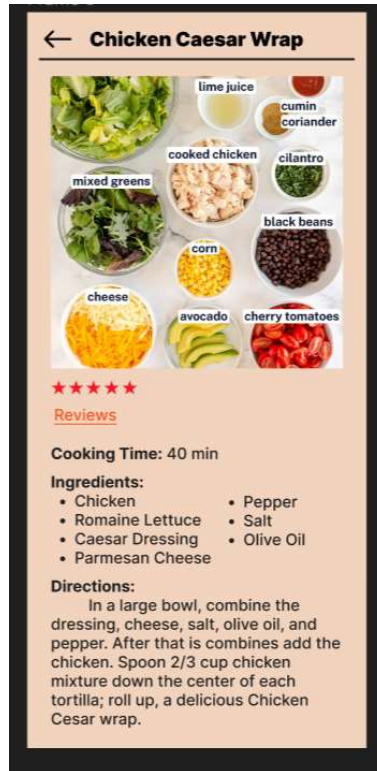 ← Chicken Caesar Wrap
lime juice
cumin
coriander
cooked chicken
cilantro
mixed greens
black beans
corn
cheese
avocado
cherry tomatoes
★★★★★
Reviews
Cooking Time: 40 min
Ingredients:
• Chicken
• Romaine Lettuce
• Caesar Dressing
• Parmesan Cheese
• Pepper
• Salt
• Olive Oil
Directions:
In a large bowl, combine the
dressing, cheese, salt, olive oil, and
pepper. After that is combines add the
chicken. Spoon 2/3 cup chicken
mixture down the center of each
tortilla; roll up, a delicious Chicken
Cesar wrap.